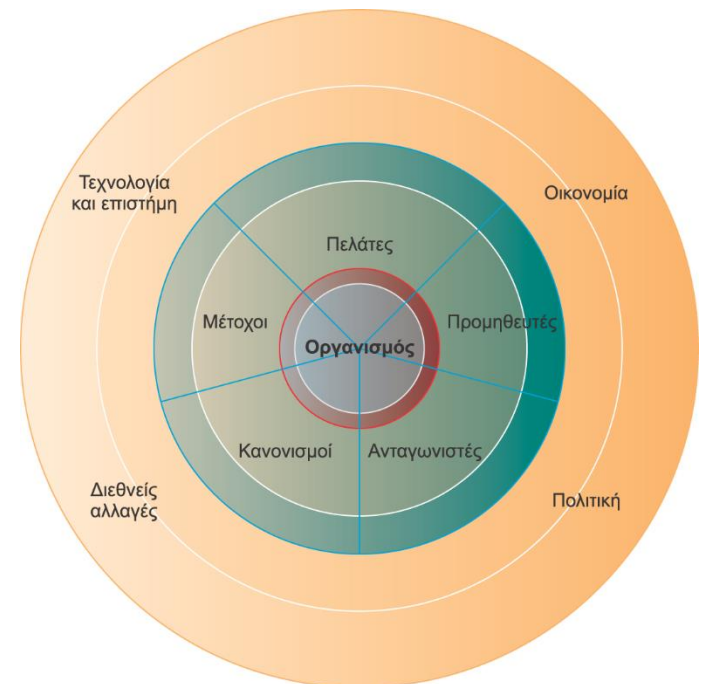 Τεχνολογία
και επιστήμη
Οικονομία
Πελάτες
Μέτοχοι
Προμηθευτές
Οργανισμός
Κανονισμοί
Ανταγωνιστές
Διεθνείς
αλλαγές
Πολιτική